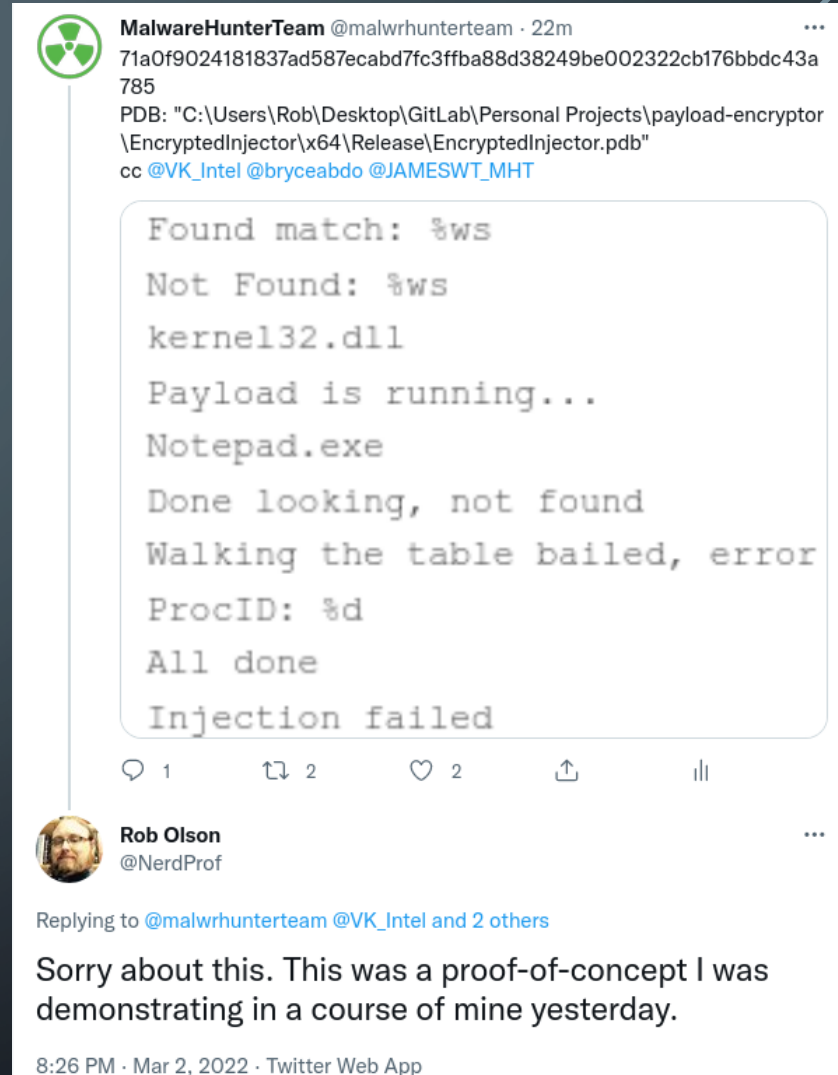 MalwareHunterTeam @malwrhunterteam · 22m
71a0f9024181837ad587ecabd7fc3ffba88d38249be002322cb176bbdc43a
785
PDB: "C:\Users\Rob\Desktop\GitLab\Personal Projects\payload-encryptor
\EncryptedInjector\x64\Release\EncryptedInjector.pdb"
cc @VK_Intel @bryceabdo @JAMESWT_MHT
Found match: %ws
Not Found: %ws
kernel32.dll
Payload is running...
Notepad.exe
Done looking, not found
Walking the table bailed, error
ProcID: %d
All done
Injection failed
1 2 2
Rob Olson
@NerdProf
Replying to @malwrhunterteam @VK_Intel and 2 others
Sorry about this. This was a proof-of-concept I was
demonstrating in a course of mine yesterday.
8:26 PM · Mar 2, 2022 · Twitter Web App